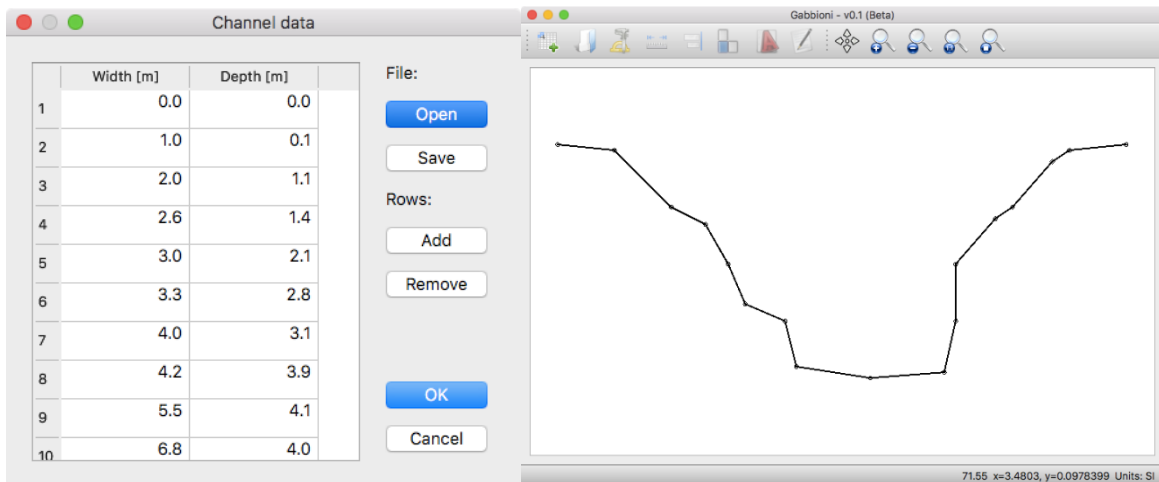 Channel data
Width [m] Depth [m]
1 0.0 0.0
2 1.0 0.1
3 2.0 1.1
4 2.6 1.4
5 3.0 2.1
6 3.3 2.8
7 4.0 3.1
8 4.2 3.9
9 5.5 4.1
10 6.8 4.0
File:
Open
Save
Rows:
Add
Remove
OK
Cancel
Gabbioni - v0.1 (Beta)
71.55 x=3.4803, y=0.0978399 Units: SI